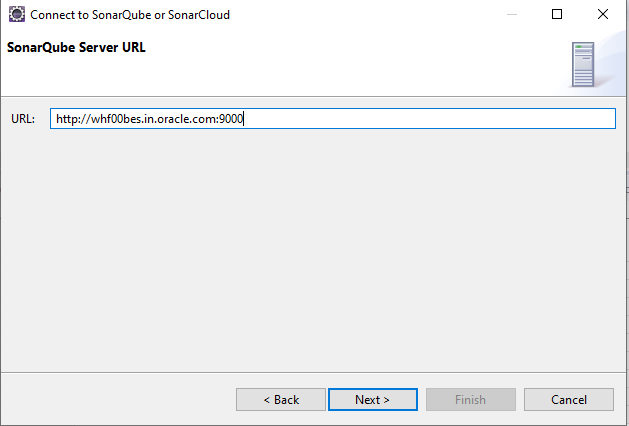 Connect to SonarQube or SonarCloud
SonarQube Server URL
URL: http://whf00bes.in.oracle.com:9000
< Back Next > Finish Cancel